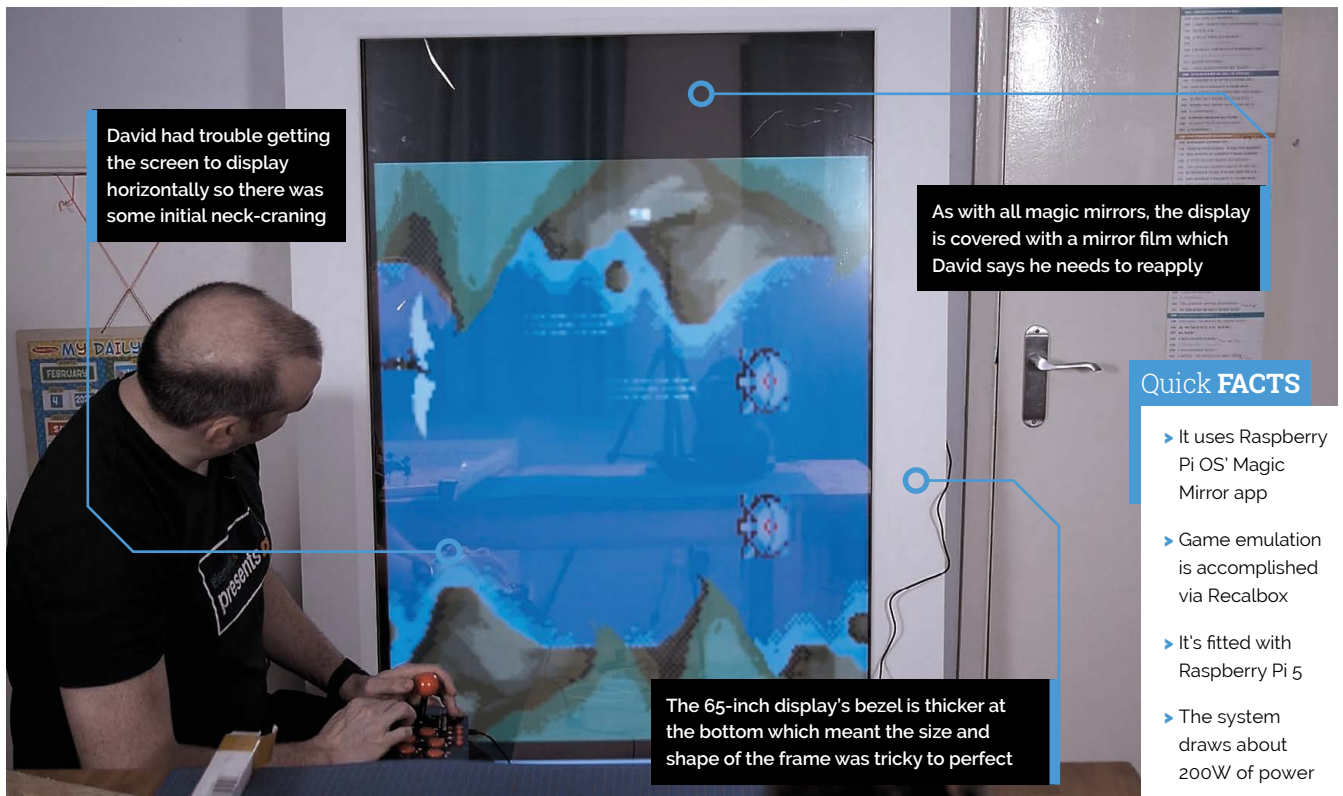 David had trouble getting
the screen to display
horizontally so there was
some initial neck-craning
As with all magic mirrors, the display
is covered with a mirror film which
David says he needs to reapply
MY DAILY
FEBRUARY
4
presents
The 65-inch display's bezel is thicker at
the bottom which meant the size and
shape of the frame was tricky to perfect
Quick FACTS
> It uses Raspberry
Pi OS' Magic
Mirror app
> Game emulation
is accomplished
via Recalbox
> It's fitted with
Raspberry Pi 5
> The system
draws about
200W of power